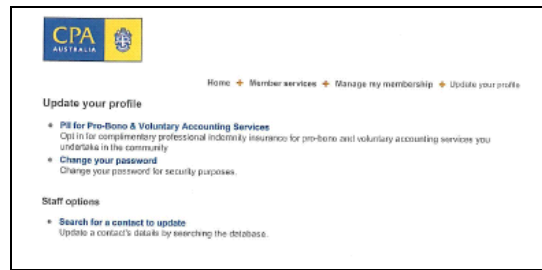 CPA
AUSTRALIA
Home + Member services + Manage my membership + Update your profile
Update your profile
PII for Pro-Bono & Voluntary Accounting Services
Opt in for complimentary professional indemnity insurance for pro-bono and voluntary accounting services you
undertake in the community
Change your password
Change your password for security purposes.
Staff options
Search for a contact to update
Update a contact's details by searching the database.